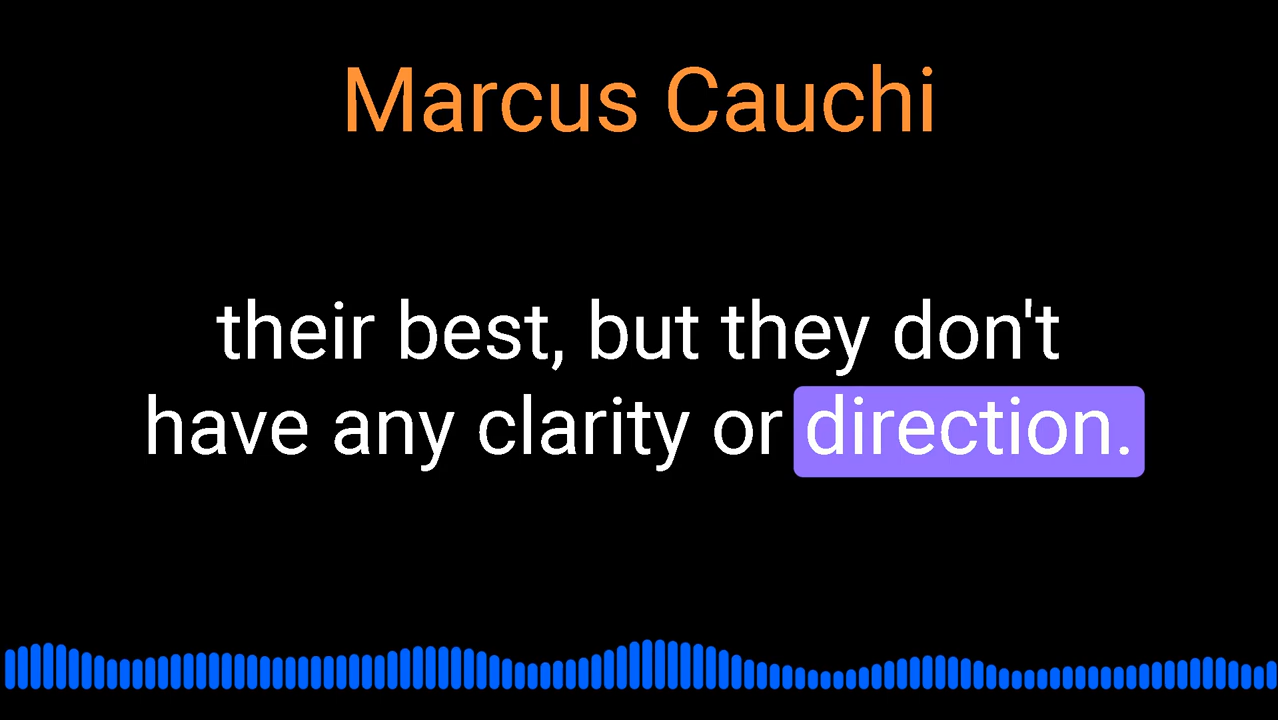 Marcus Cauchi
their best, but they don't
have any clarity or direction.